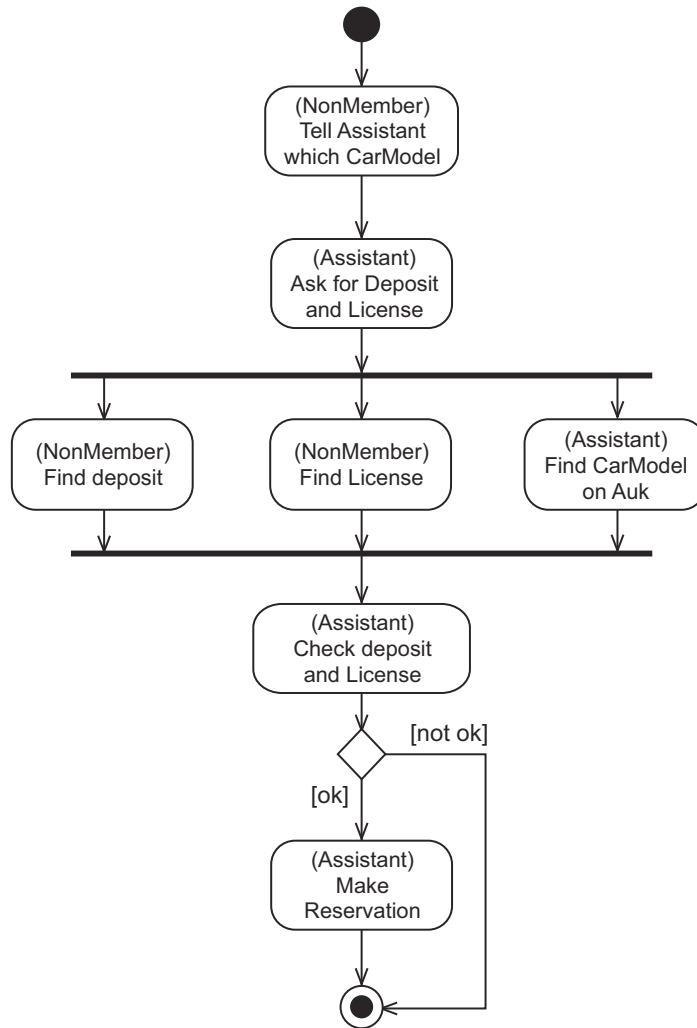 (NonMember)
Tell Assistant
which CarModel
(Assistant)
Ask for Deposit
and License
(NonMember)
Find deposit
(NonMember)
Find License
(Assistant)
Find CarModel
on Auk
(Assistant)
Check deposit
and License
[not ok]
[ok]
(Assistant)
Make
Reservation